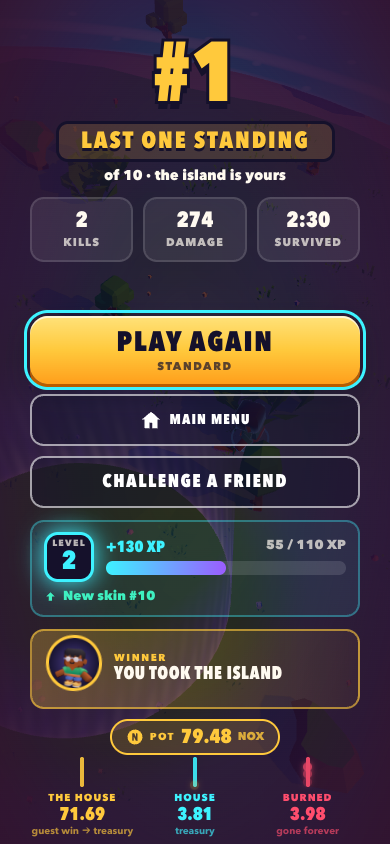 #1
LAST ONE STANDING
of 10 · the island is yours
2 274 2:30
KILLS DAMAGE SURVIVED
PLAY AGAIN
STANDARD
MAIN MENU
CHALLENGE A FRIEND
LEVEL
2
+130 XP 55 / 110 XP
New skin #10
WINNER
YOU TOOK THE ISLAND
N POT 79.48 NOX
THE HOUSE HOUSE BURNED
71.69 3.81 3.98
guest win → treasury treasury gone forever